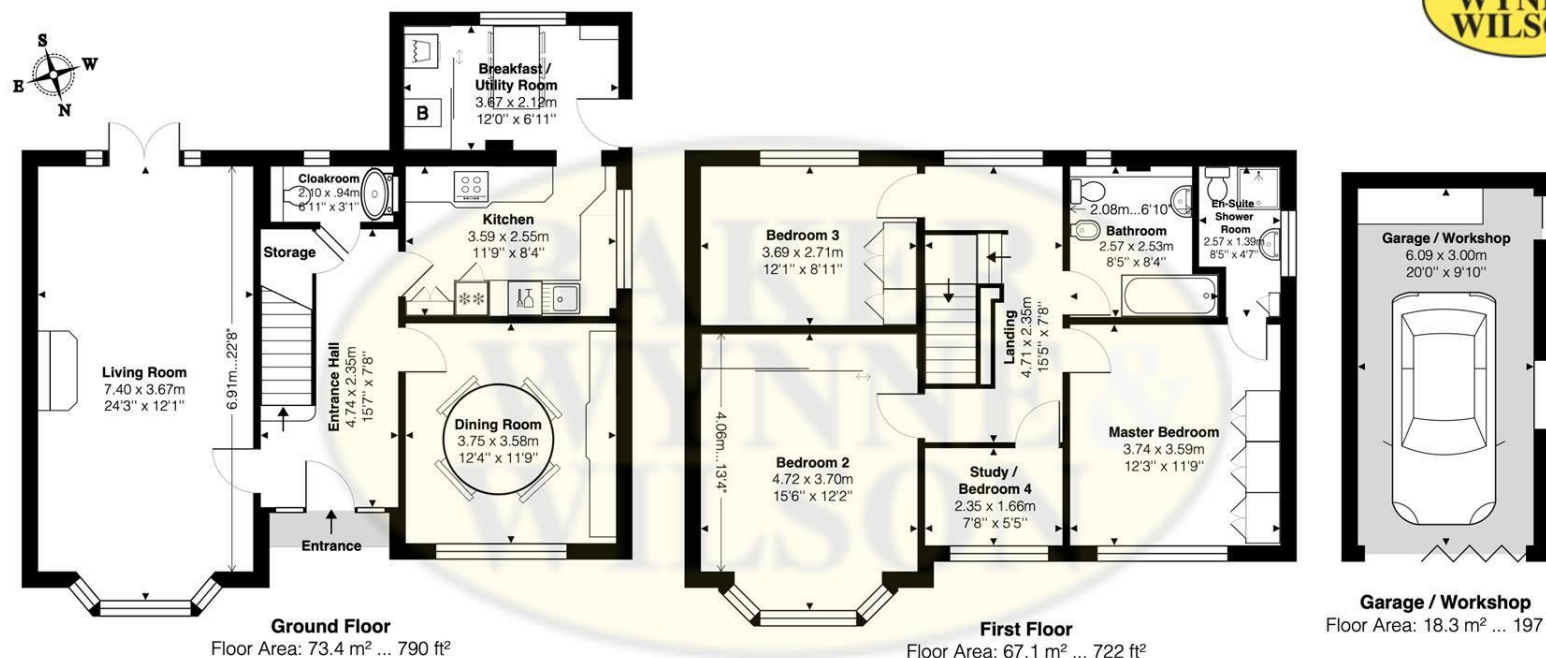 WYNNE
WILSO
S
W
E
N
Breakfast /
Utility Room
3.67 x 2.12m
12'0" x 6'11"
B
Cloakroom
2.10 x .94m
6'11" x 3'1"
Storage
Kitchen
3.59 x 2.55m
11'9" x 8'4"
Living Room
7.40 x 3.67m
24'3" x 12'1"
6.91m...22'8"
Entrance Hall
4.74 x 2.35m
15'7" x 7'8"
Dining Room
3.75 x 3.58m
12'4" x 11'9"
Entrance
Ground Floor
Floor Area: 73.4 m² ... 790 ft²
Bedroom 3
3.69 x 2.71m
12'1" x 8'11"
2.08m...6'10"
Bathroom
2.57 x 2.53m
8'5" x 8'4"
En-Suite
Shower
Room
2.57 x 1.39m
8'5" x 4'7"
Landing
4.71 x 2.35m
15'5" x 7'8"
4.06m...13'4"
Bedroom 2
4.72 x 3.70m
15'6" x 12'2"
Study /
Bedroom 4
2.35 x 1.66m
7'8" x 5'5"
Master Bedroom
3.74 x 3.59m
12'3" x 11'9"
First Floor
Floor Area: 67.1 m² ... 722 ft²
Garage / Workshop
6.09 x 3.00m
20'0" x 9'10"
Garage / Workshop
Floor Area: 18.3 m² ... 197
BAKER
WYNNE &
WILSON